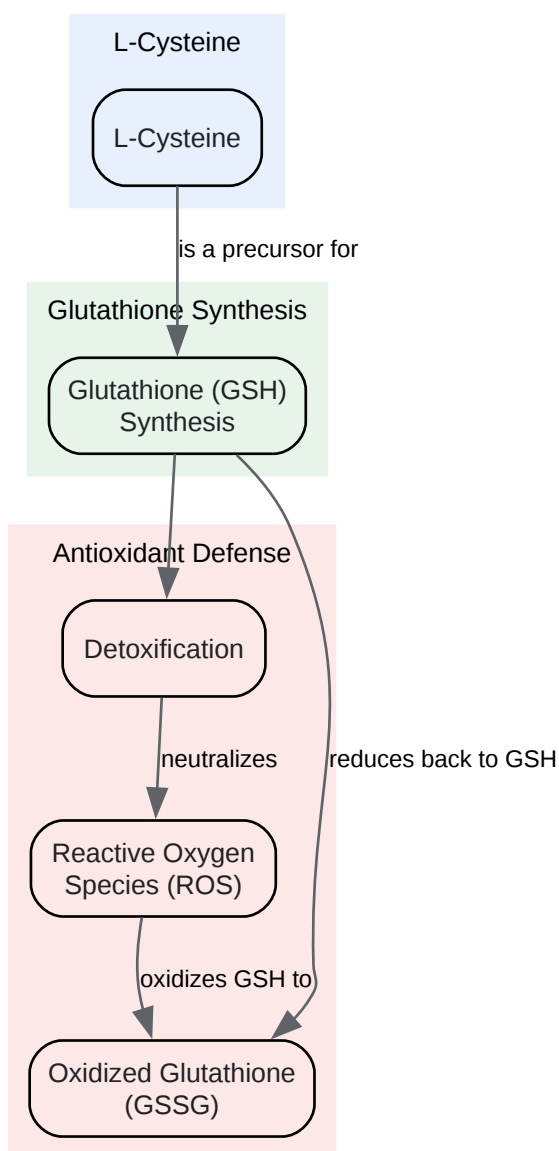 L-Cysteine
L-Cysteine
is a precursor for
Glutathione Synthesis
Glutathione (GSH)
Synthesis
Antioxidant Defense
Detoxification
neutralizes
reduces back to GSH
Reactive Oxygen
Species (ROS)
oxidizes GSH to
Oxidized Glutathione
(GSSG)